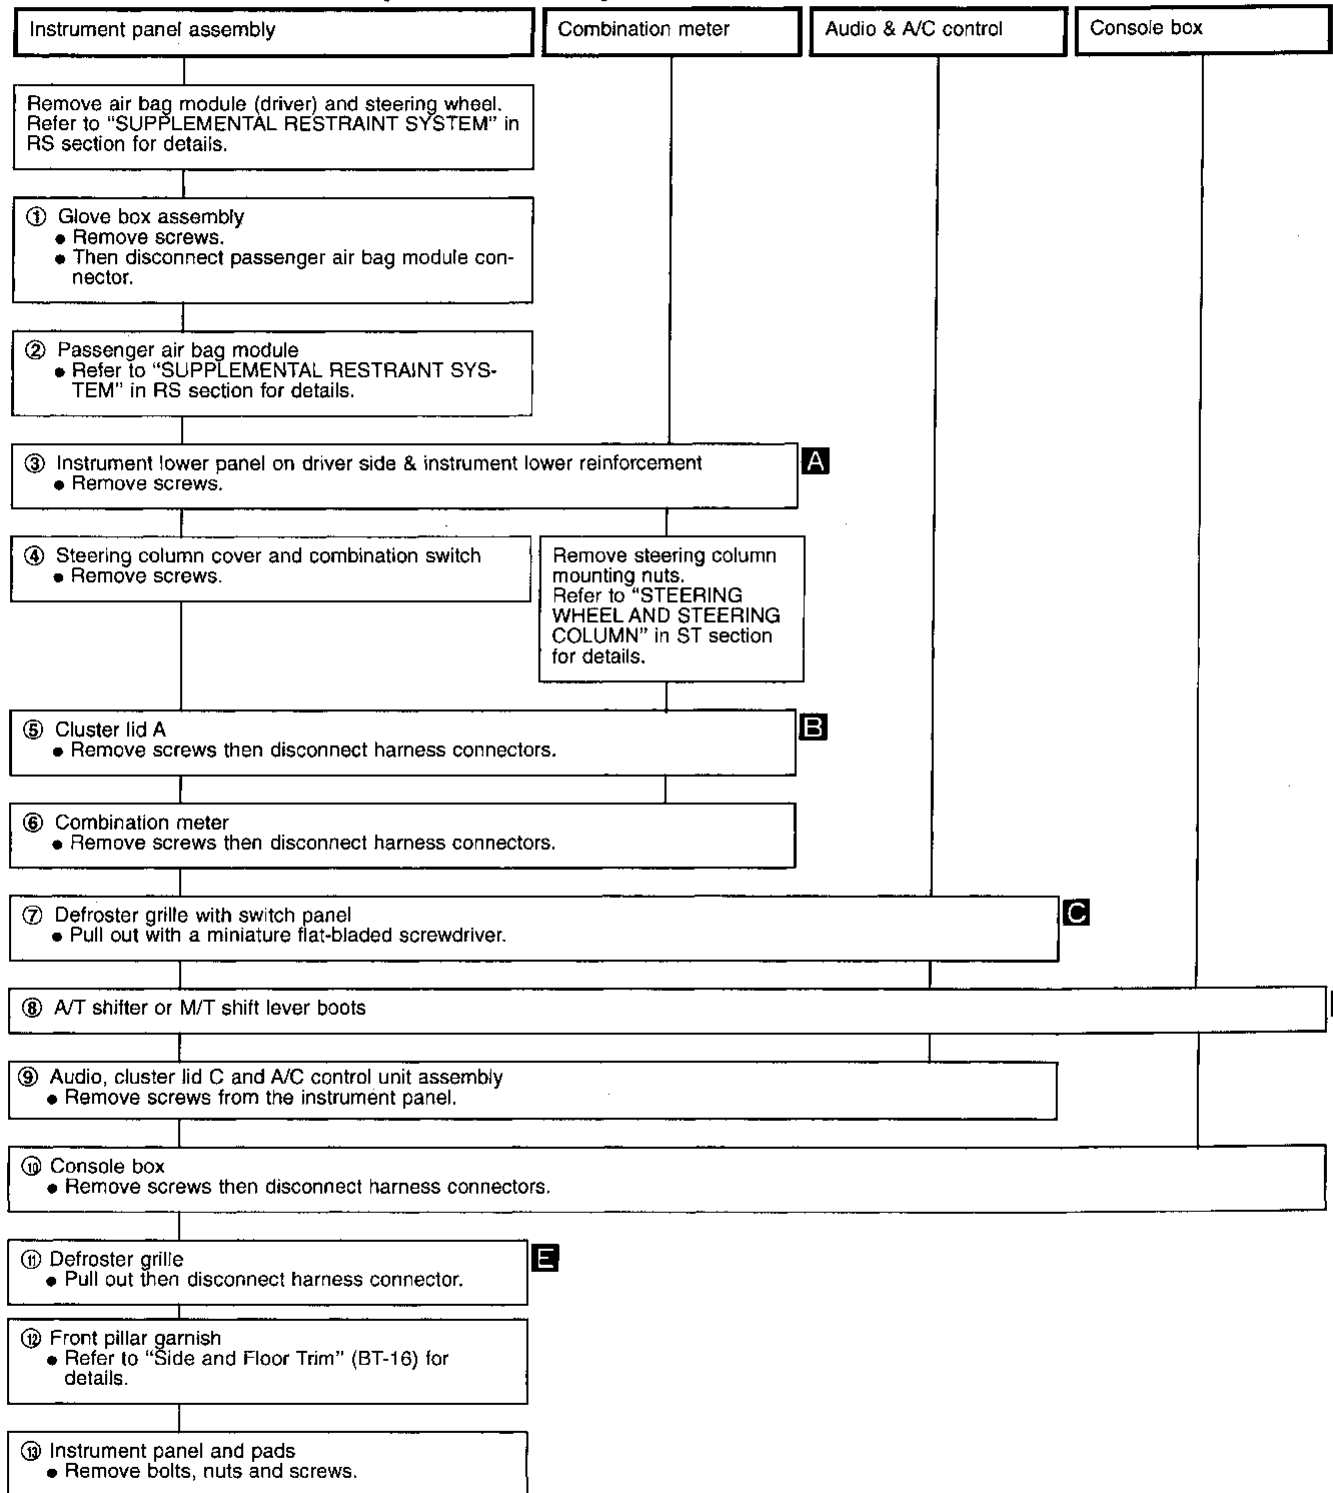 Instrument panel assembly
Combination meter
Audio & A/C control
Console box
Remove air bag module (driver) and steering wheel.
Refer to “SUPPLEMENTAL RESTRAINT SYSTEM” in
RS section for details.
① Glove box assembly
● Remove screws.
● Then disconnect passenger air bag module con-
nector.
② Passenger air bag module
● Refer to “SUPPLEMENTAL RESTRAINT SYS-
TEM” in RS section for details.
③ Instrument lower panel on driver side & instrument lower reinforcement
● Remove screws.
A
④ Steering column cover and combination switch
● Remove screws.
Remove steering column
mounting nuts.
Refer to “STEERING
WHEEL AND STEERING
COLUMN” in ST section
for details.
⑤ Cluster lid A
● Remove screws then disconnect harness connectors.
B
⑥ Combination meter
● Remove screws then disconnect harness connectors.
⑦ Defroster grille with switch panel
● Pull out with a miniature flat-bladed screwdriver.
C
⑧ A/T shifter or M/T shift lever boots
⑨ Audio, cluster lid C and A/C control unit assembly
● Remove screws from the instrument panel.
⑩ Console box
● Remove screws then disconnect harness connectors.
⑪ Defroster grille
● Pull out then disconnect harness connector.
E
⑫ Front pillar garnish
● Refer to “Side and Floor Trim” (BT-16) for
details.
⑬ Instrument panel and pads
● Remove bolts, nuts and screws.